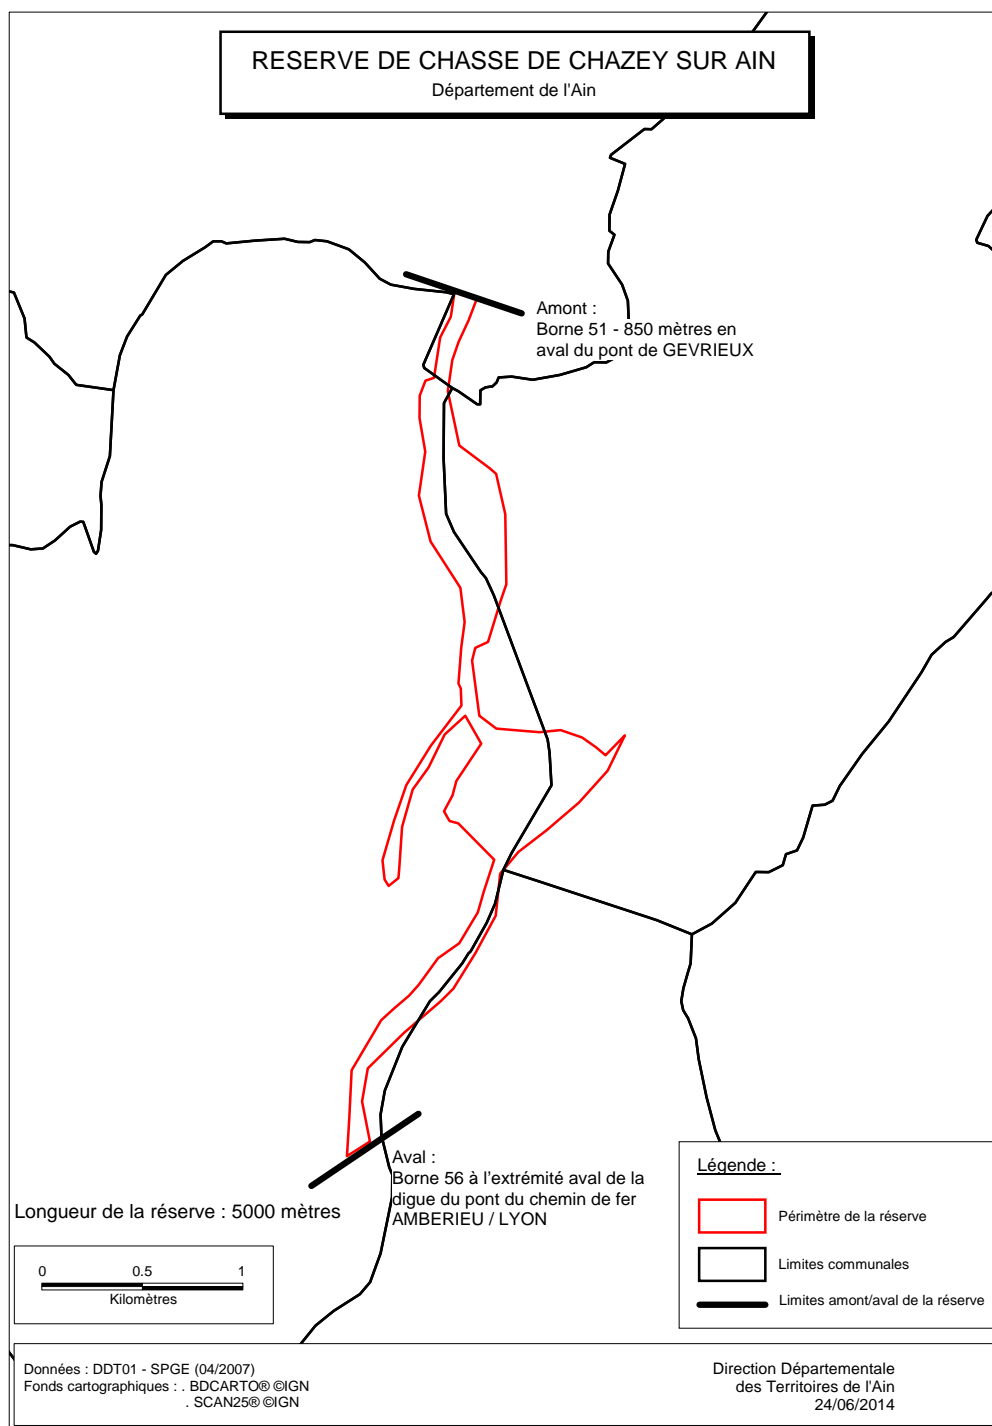 RESERVE DE CHASSE DE CHAZEY SUR AIN
Département de l'Ain
Amont :
Borne 51 - 850 mètres en
aval du pont de GEVRIEUX
Aval :
Borne 56 à l'extrémité aval de la
digue du pont du chemin de fer
AMBERIEU / LYON
Longueur de la réserve : 5000 mètres
0 0.5 1
Kilomètres
Légende :
Périmètre de la réserve
Limites communales
Limites amont/aval de la réserve
Données : DDT01 - SPGE (04/2007)
Fonds cartographiques : . BDCARTO® ©IGN
. SCAN25® ©IGN
Direction Départementale
des Territoires de l'Ain
24/06/2014